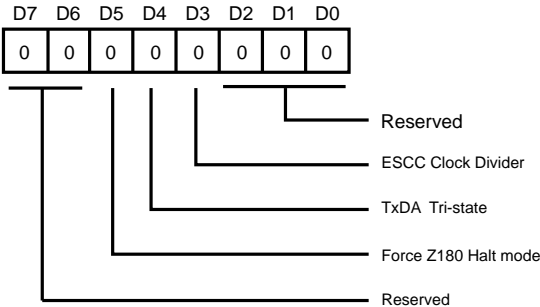 D7 D6 D5 D4 D3 D2 D1 D0
0 0 0 0 0 0 0 0
Reserved
ESCC Clock Divider
TxDA Tri-state
Force Z180 Halt mode
Reserved